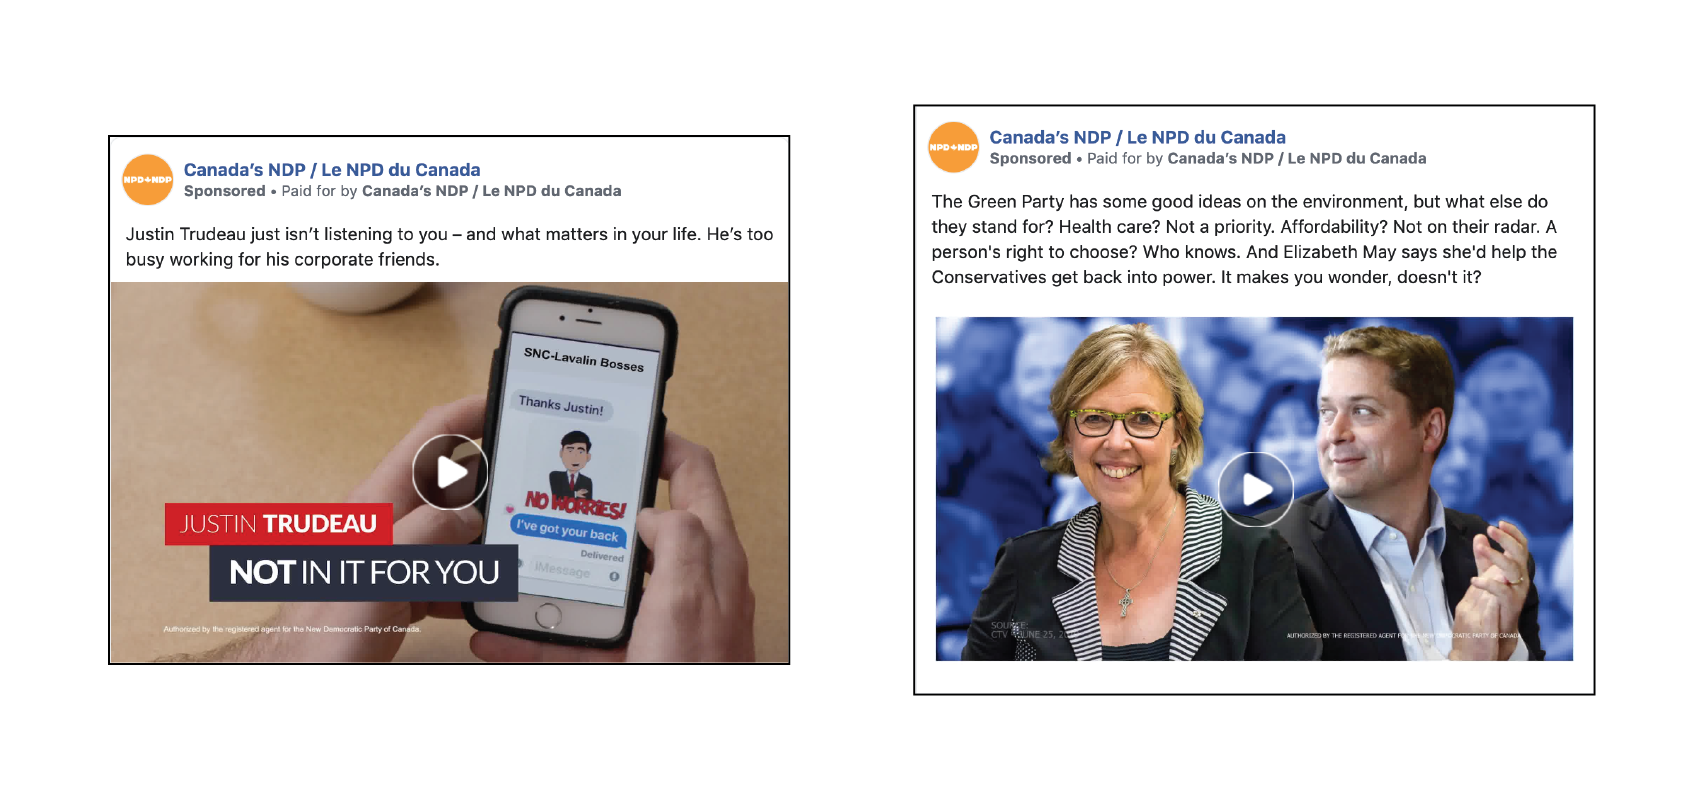 NPD✦NDP
Canada's NDP / Le NPD du Canada
Sponsored • Paid for by Canada's NDP / Le NPD du Canada
Justin Trudeau just isn't listening to you – and what matters in your life. He's too
busy working for his corporate friends.
SNC-Lavalin Bosses
Thanks Justin!
NO WORRIES!
I've got your back
Delivered
iMessage
JUSTIN TRUDEAU
NOT IN IT FOR YOU
Authorized by the registered agent for the New Democratic Party of Canada.
NPD✦NDP
Canada's NDP / Le NPD du Canada
Sponsored • Paid for by Canada's NDP / Le NPD du Canada
The Green Party has some good ideas on the environment, but what else do
they stand for? Health care? Not a priority. Affordability? Not on their radar. A
person's right to choose? Who knows. And Elizabeth May says she'd help the
Conservatives get back into power. It makes you wonder, doesn't it?
SOURCE:
CTV JUNE 25,
AUTHORIZED BY THE REGISTERED AGENT DEMOCRATIC PARTY OF CANADA